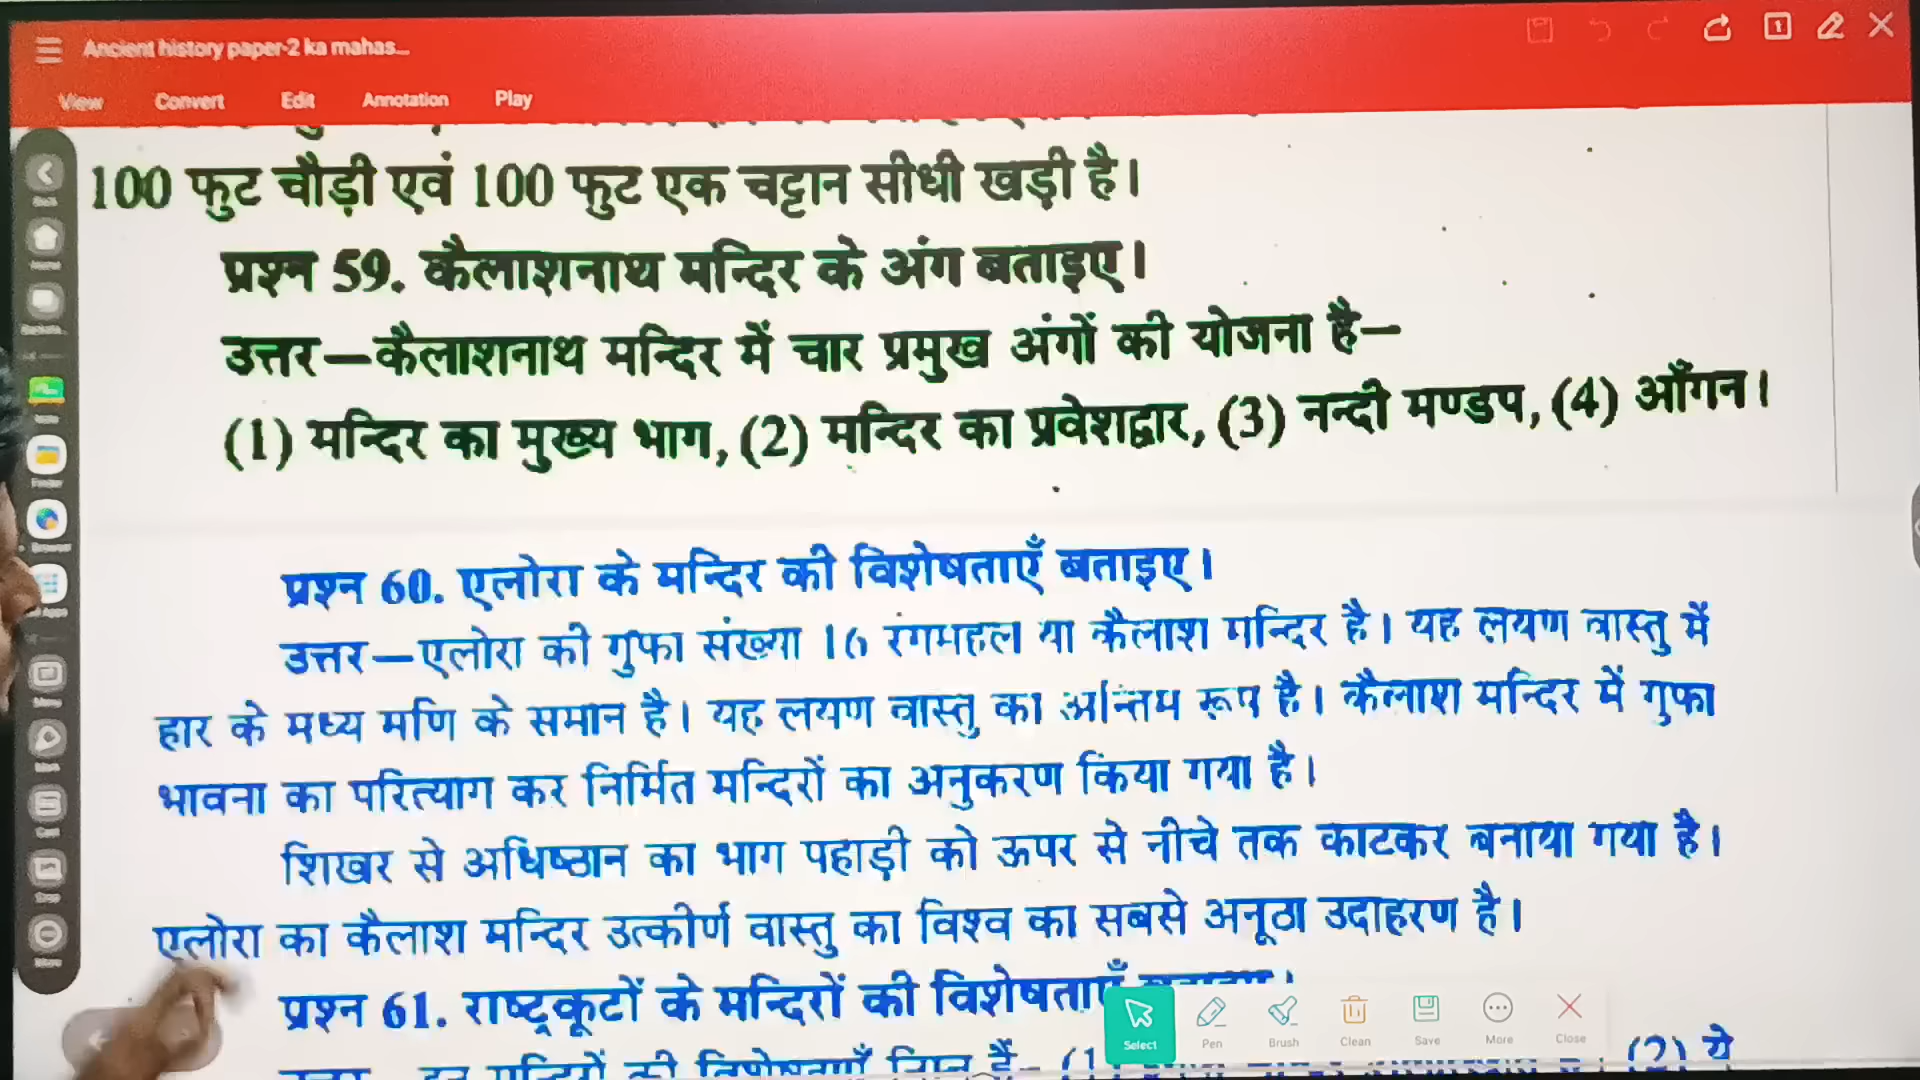 Ancient history paper-2 ka mahas...
View Convert Edit Annotation Play
100 फुट चौड़ी एवं 100 फुट एक चट्टान सीधी खड़ी है।
प्रश्न 59. कैलाशनाथ मन्दिर के अंग बताइए।
उत्तर—कैलाशनाथ मन्दिर में चार प्रमुख अंगों की योजना है—
(1) मन्दिर का मुख्य भाग, (2) मन्दिर का प्रवेशद्वार, (3) नन्दी मण्डप, (4) आँगन।
प्रश्न 60. एलोरा के मन्दिर की विशेषताएँ बताइए।
उत्तर—एलोरा की गुफा संख्या 16 रंगमहल या कैलाश मन्दिर है। यह लयण वास्तु में
हार के मध्य मणि के समान है। यह लयण वास्तु का अन्तिम रूप है। कैलाश मन्दिर में गुफा
भावना का परित्याग कर निर्मित मन्दिरों का अनुकरण किया गया है।
शिखर से अधिष्ठान का भाग पहाड़ी को ऊपर से नीचे तक काटकर बनाया गया है।
एलोरा का कैलाश मन्दिर उत्कीर्ण वास्तु का विश्व का सबसे अनूठा उदाहरण है।
प्रश्न 61. राष्ट्रकूटों के मन्दिरों की विशेषताएँ
मन्दिरों की विशेषताएँ निम्न हैं— (1) (2) ये
Select Pen Brush Clean Save More Close